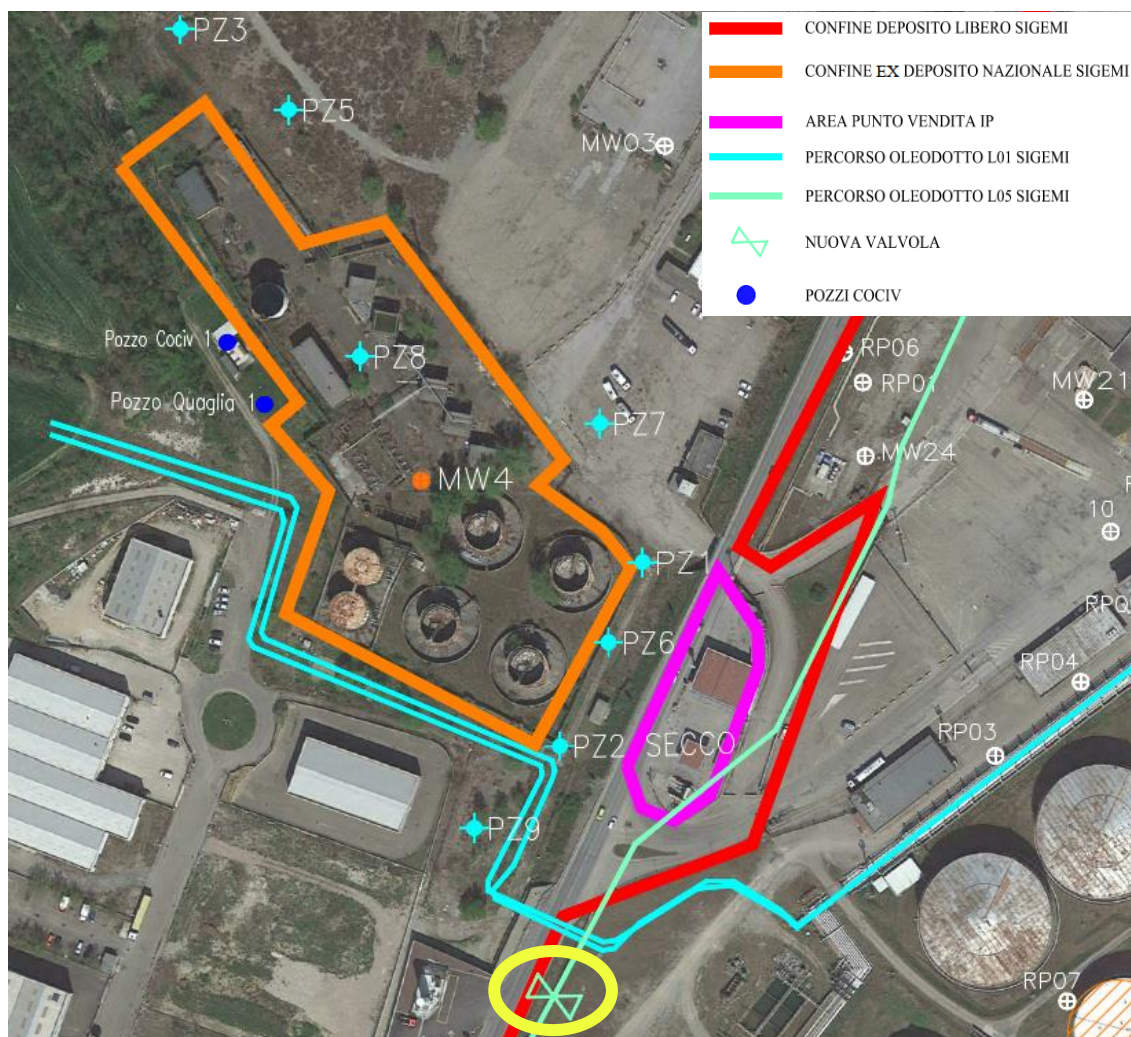 PZ3
PZ5
MW03
CONFINE DEPOSITO LIBERO SIGEMI
CONFINE EX DEPOSITO NAZIONALE SIGEMI
AREA PUNTO VENDITA IP
PERCORSO OLEODOTTO L01 SIGEMI
PERCORSO OLEODOTTO L05 SIGEMI
NUOVA VALVOLA
POZZI COCIV
Pozzo Cociv 1
PZ8
RP06
RP01
MW21
Pozzo Quaglia 1
PZ7
MW24
MW4
10
PZ1
PZ6
RP04
PZ2 SECCO
RP03
PZ9
RP07